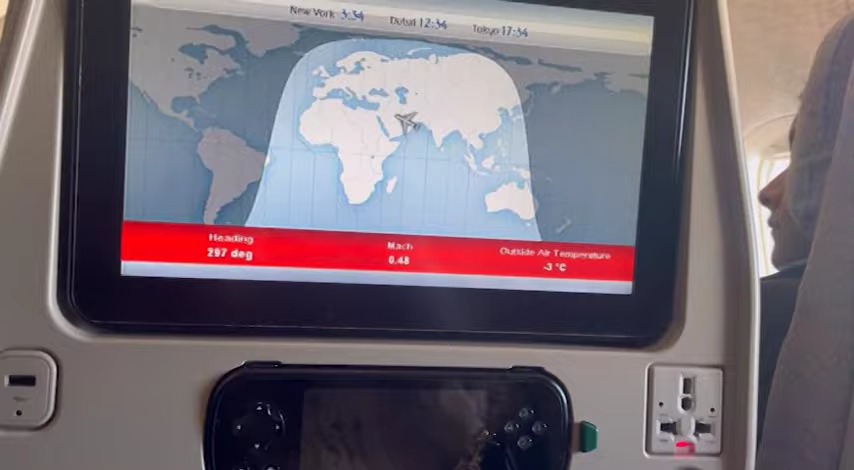 New York 3:34 Dubai 12:34 Tokyo 17:34
Heading Mach Outside Air Temperature
297 deg 0.48 -3 °C